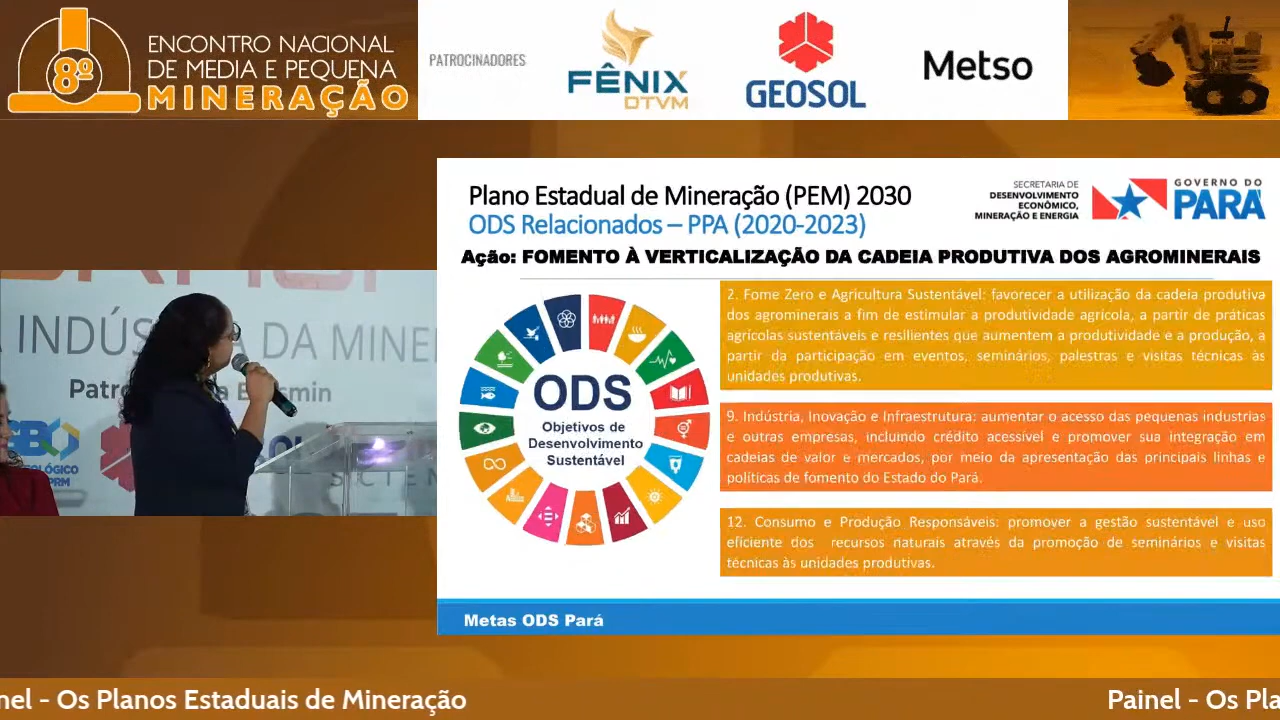 8º
ENCONTRO NACIONAL
DE MEDIA E PEQUENA
MINERAÇÃO
PATROCINADORES
FÊNIX
DTVM
GEOSOL
Metso
Plano Estadual de Mineração (PEM) 2030
ODS Relacionados – PPA (2020-2023)
SECRETARIA DE
DESENVOLVIMENTO
ECONÔMICO,
MINERAÇÃO E ENERGIA
GOVERNO DO
PARÁ
Ação: FOMENTO À VERTICALIZAÇÃO DA CADEIA PRODUTIVA DOS AGROMINERAIS
ODS
Objetivos de
Desenvolvimento
Sustentável
2. Fome Zero e Agricultura Sustentável: favorecer a utilização da cadeia produtiva
dos agrominerais a fim de estimular a produtividade agrícola, a partir de práticas
agrícolas sustentáveis e resilientes que aumentem a produtividade e a produção, a
partir da participação em eventos, seminários, palestras e visitas técnicas às
unidades produtivas.
9. Indústria, Inovação e Infraestrutura: aumentar o acesso das pequenas industrias
e outras empresas, incluindo crédito acessível e promover sua integração em
cadeias de valor e mercados, por meio da apresentação das principais linhas e
políticas de fomento do Estado do Pará.
12. Consumo e Produção Responsáveis: promover a gestão sustentável e uso
eficiente dos recursos naturais através da promoção de seminários e visitas
técnicas às unidades produtivas.
Metas ODS Pará
A INDÚS DA MINE
Patro
nel - Os Planos Estaduais de Mineração
Painel - Os Pla